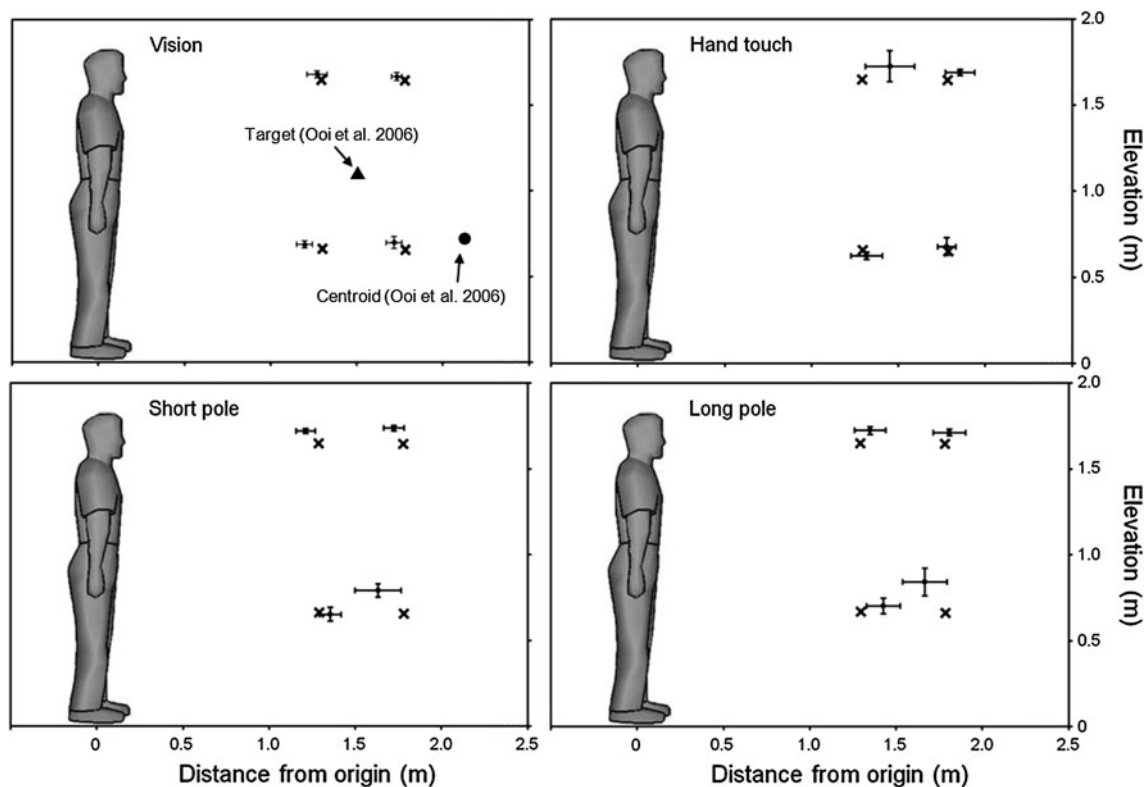 Vision
Target (Ooi et al. 2006)
Centroid (Ooi et al. 2006)
Hand touch
2.0
1.5
1.0
0.5
0
Elevation (m)
Short pole
0
0.5
1.0
1.5
2.0
2.5
Distance from origin (m)
Long pole
2.0
1.5
1.0
0.5
0
Elevation (m)
0
0.5
1.0
1.5
2.0
2.5
Distance from origin (m)